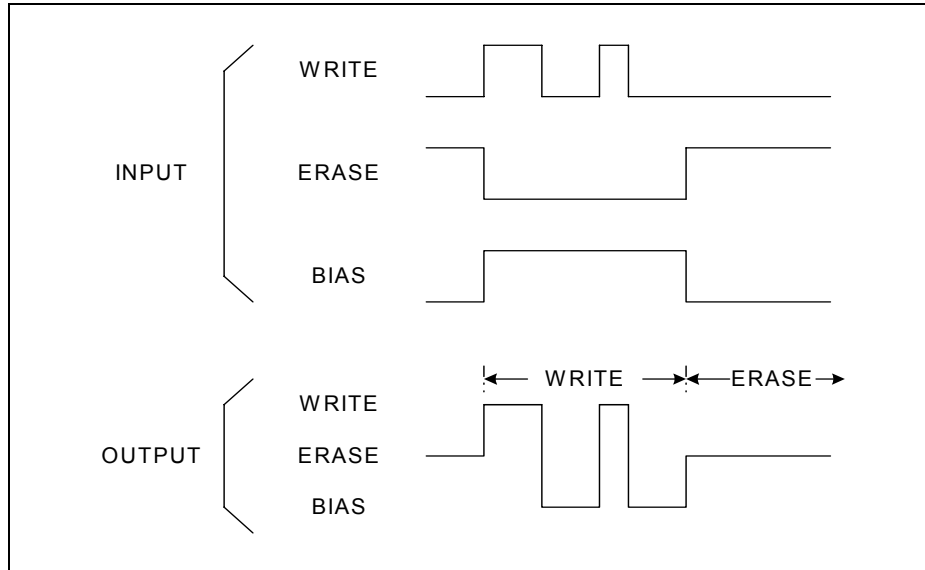 WRITE
INPUT
ERASE
BIAS
WRITE
ERASE
WRITE
OUTPUT
ERASE
BIAS